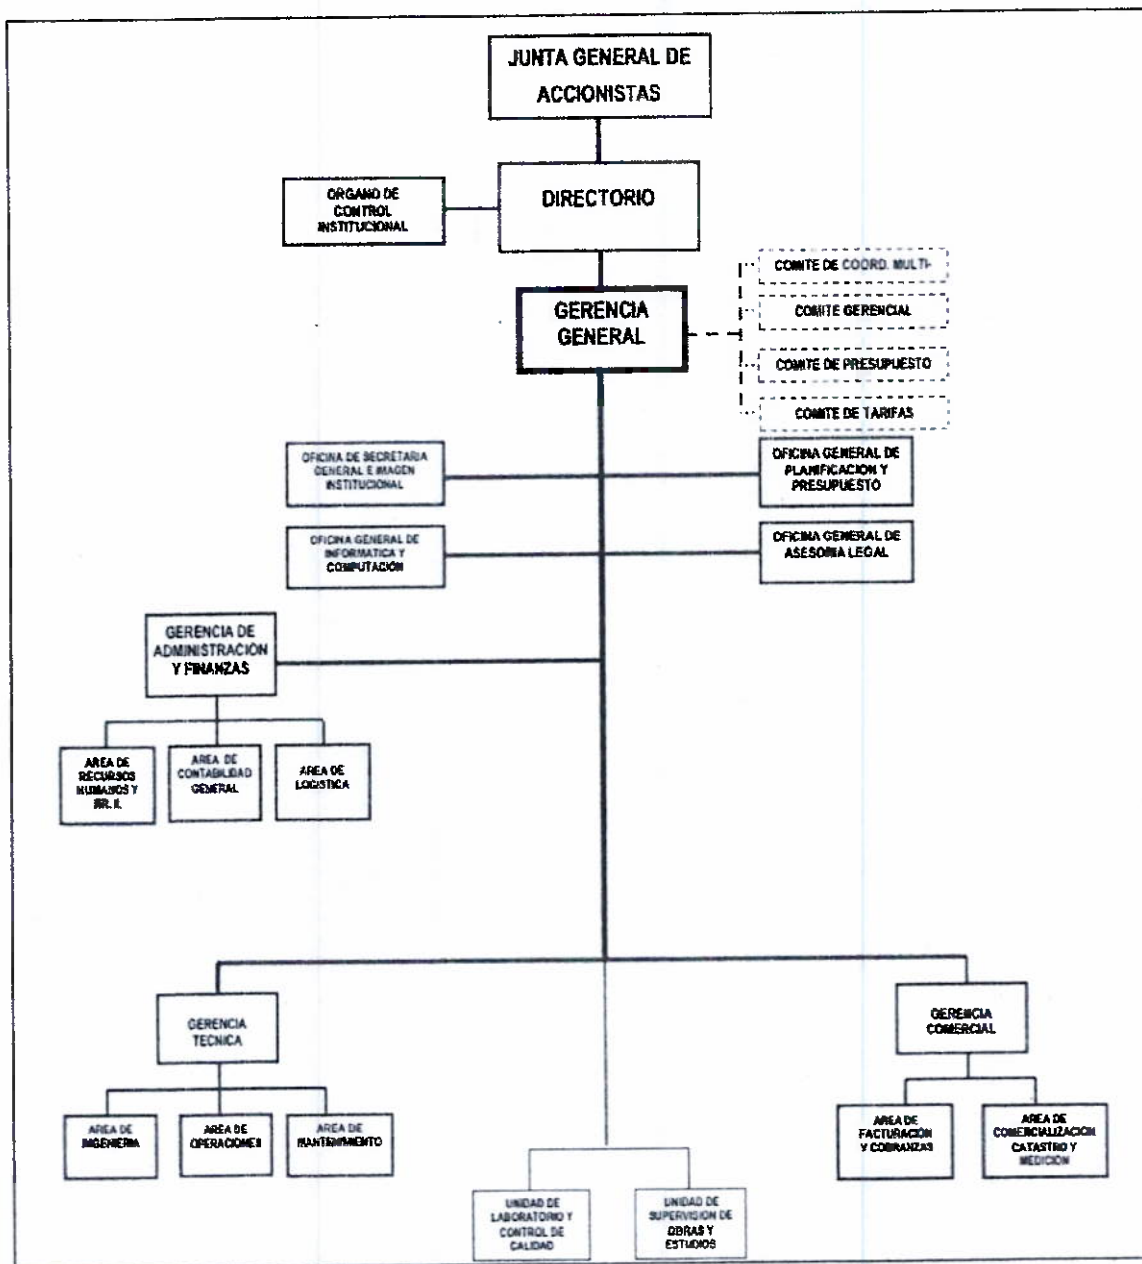 JUNTA GENERAL DE
ACCIONISTAS
DIRECTORIO
ORGANO DE
CONTROL
INSTITUCIONAL
GERENCIA
GENERAL
COMITE DE COORD. MULTI-
COMITE GERENCIAL
COMITE DE PRESUPUESTO
COMITE DE TARIFAS
OFICINA DE SECRETARIA
GENERAL E IMAGEN
INSTITUCIONAL
OFICINA GENERAL DE
PLANIFICACION Y
PRESUPUESTO
OFICINA GENERAL DE
INFORMATICA Y
COMPUTACIÓN
OFICINA GENERAL DE
ASESORIA LEGAL
GERENCIA DE
ADMINISTRACION
Y FINANZAS
AREA DE
RECURSOS
HUMANOS Y
RR. II.
AREA DE
CONTABILIDAD
GENERAL
AREA DE
LOGISTICA
GERENCIA
TECNICA
GERENCIA
COMERCIAL
AREA DE
INGENIERIA
AREA DE
OPERACIONES
AREA DE
MANTENIMIENTO
AREA DE
FACTURACIÓN
Y COBRANZAS
AREA DE
COMERCIALIZACIÓN
CATASTRO Y
MEDICIÓN
UNIDAD DE
LABORATORIO Y
CONTROL DE
CALIDAD
UNIDAD DE
SUPERVISION DE
OBRAS Y
ESTUDIOS